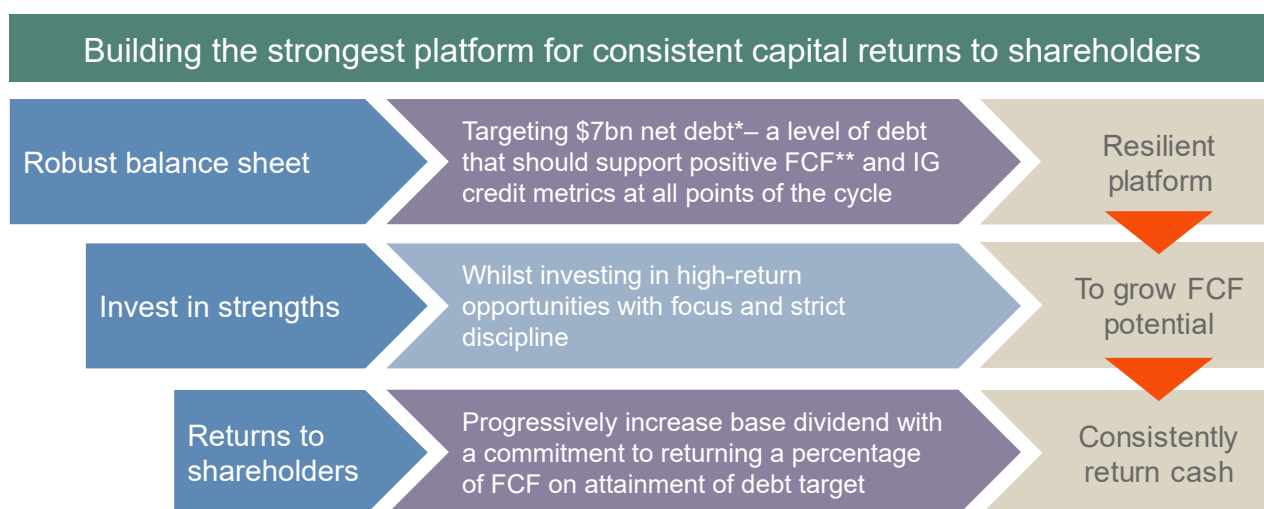 Building the strongest platform for consistent capital returns to shareholders
Robust balance sheet
Targeting $7bn net debt*– a level of debt
that should support positive FCF** and IG
credit metrics at all points of the cycle
Resilient
platform
Invest in strengths
Whilst investing in high-return
opportunities with focus and strict
discipline
To grow FCF
potential
Returns to
shareholders
Progressively increase base dividend with
a commitment to returning a percentage
of FCF on attainment of debt target
Consistently
return cash